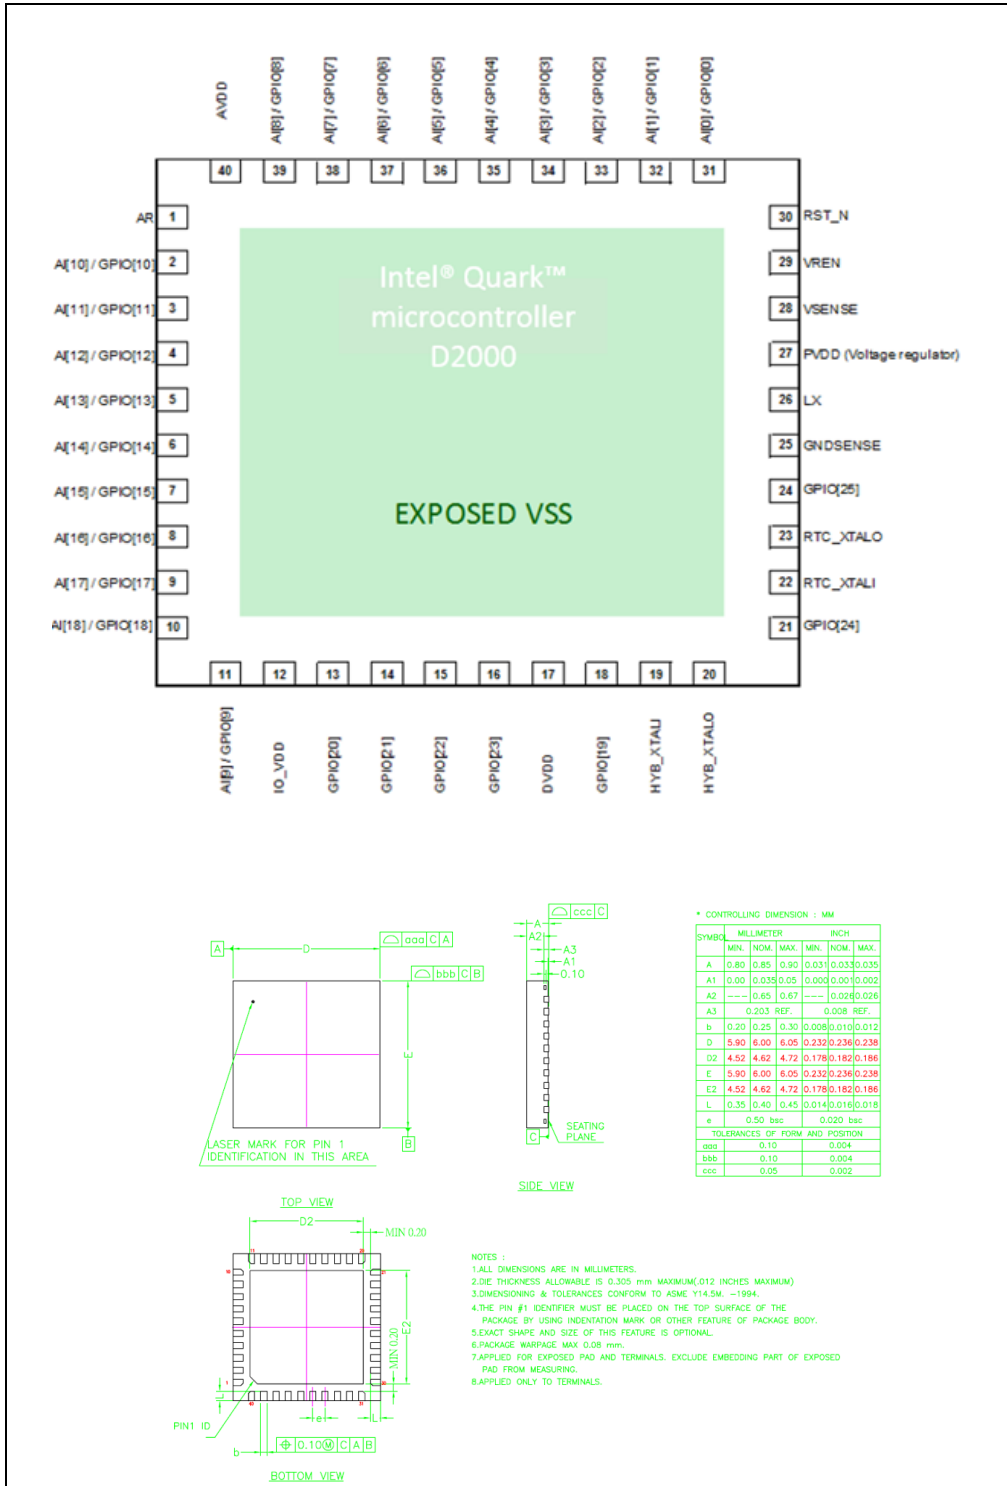 AVDD
AI[8] / GPIO[8]
AI[7] / GPIO[7]
AI[6] / GPIO[6]
AI[5] / GPIO[5]
AI[4] / GPIO[4]
AI[3] / GPIO[3]
AI[2] / GPIO[2]
AI[1] / GPIO[1]
AI[0] / GPIO[0]
40 39 38 37 36 35 34 33 32 31
AR 1
AI[10] / GPIO[10] 2
AI[11] / GPIO[11] 3
AI[12] / GPIO[12] 4
AI[13] / GPIO[13] 5
AI[14] / GPIO[14] 6
AI[15] / GPIO[15] 7
AI[16] / GPIO[16] 8
AI[17] / GPIO[17] 9
AI[18] / GPIO[18] 10
Intel® Quark™
microcontroller
D2000
EXPOSED VSS
30 RST_N
29 VREN
28 VSENSE
27 PVDD (Voltage regulator)
26 LX
25 GNDSENSE
24 GPIO[25]
23 RTC_XTALO
22 RTC_XTALI
21 GPIO[24]
11 12 13 14 15 16 17 18 19 20
AI[9] / GPIO[9]
IO_VDD
GPIO[20]
GPIO[21]
GPIO[22]
GPIO[23]
DVDD
GPIO[19]
HYB_XTALI
HYB_XTALO
A
D
aaa C A
bbb C B
E
B
LASER MARK FOR PIN 1
IDENTIFICATION IN THIS AREA
TOP VIEW
ccc C
A
A2
A3
A1
0.10
C
SEATING
PLANE
SIDE VIEW
* CONTROLLING DIMENSION : MM
SYMBOL MILLIMETER INCH
MIN. NOM. MAX. MIN. NOM. MAX.
A 0.80 0.85 0.90 0.031 0.033 0.035
A1 0.00 0.035 0.05 0.000 0.001 0.002
A2 --- 0.65 0.67 --- 0.026 0.026
A3 0.203 REF. 0.008 REF.
b 0.20 0.25 0.30 0.008 0.010 0.012
D 5.90 6.00 6.05 0.232 0.236 0.238
D2 4.52 4.62 4.72 0.178 0.182 0.186
E 5.90 6.00 6.05 0.232 0.236 0.238
E2 4.52 4.62 4.72 0.178 0.182 0.186
L 0.35 0.40 0.45 0.014 0.016 0.018
e 0.50 bsc 0.020 bsc
TOLERANCES OF FORM AND POSITION
aaa 0.10 0.004
bbb 0.10 0.004
ccc 0.05 0.002
D2
MIN 0.20
E2
MIN 0.20
L
e
L
PIN1 ID
b
0.10 M C A B
BOTTOM VIEW
NOTES :
1.ALL DIMENSIONS ARE IN MILLIMETERS.
2.DIE THICKNESS ALLOWABLE IS 0.305 mm MAXIMUM(.012 INCHES MAXIMUM)
3.DIMENSIONING & TOLERANCES CONFORM TO ASME Y14.5M. -1994.
4.THE PIN #1 IDENTIFIER MUST BE PLACED ON THE TOP SURFACE OF THE
PACKAGE BY USING INDENTATION MARK OR OTHER FEATURE OF PACKAGE BODY.
5.EXACT SHAPE AND SIZE OF THIS FEATURE IS OPTIONAL.
6.PACKAGE WARPAGE MAX 0.08 mm.
7.APPLIED FOR EXPOSED PAD AND TERMINALS. EXCLUDE EMBEDDING PART OF EXPOSED
PAD FROM MEASURING.
8.APPLIED ONLY TO TERMINALS.